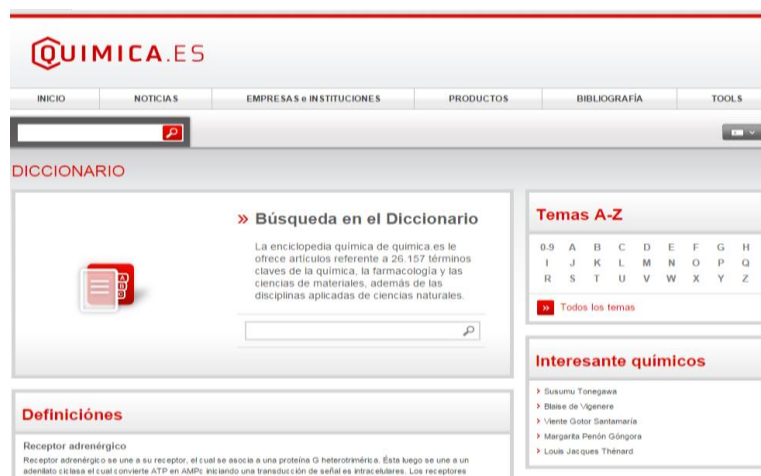 QUIMICA.ES
INICIO NOTICIAS EMPRESAS e INSTITUCIONES PRODUCTOS BIBLIOGRAFÍA TOOLS
DICCIONARIO
» Búsqueda en el Diccionario
La enciclopedia química de quimica.es le
ofrece artículos referente a 26.157 términos
claves de la química, la farmacología y las
ciencias de materiales, además de las
disciplinas aplicadas de ciencias naturales.
A
B
C
Temas A-Z
0-9 A B C D E F G H
I J K L M N O P Q
R S T U V W X Y Z
» Todos los temas
Interesante químicos
Susumu Tonegawa
Blaise de Vigenere
Viente Gotor Santamaría
Margarita Penón Góngora
Louis Jacques Thénard
Definiciónes
Receptor adrenérgico
Receptor adrenérgico se une a su receptor, el cual se asocia a una proteína G heterotrimérica. Ésta luego se une a un
adenilato ciclasa el cual convierte ATP en AMPc iniciando una transducción de señal es intracelulares. Los receptores